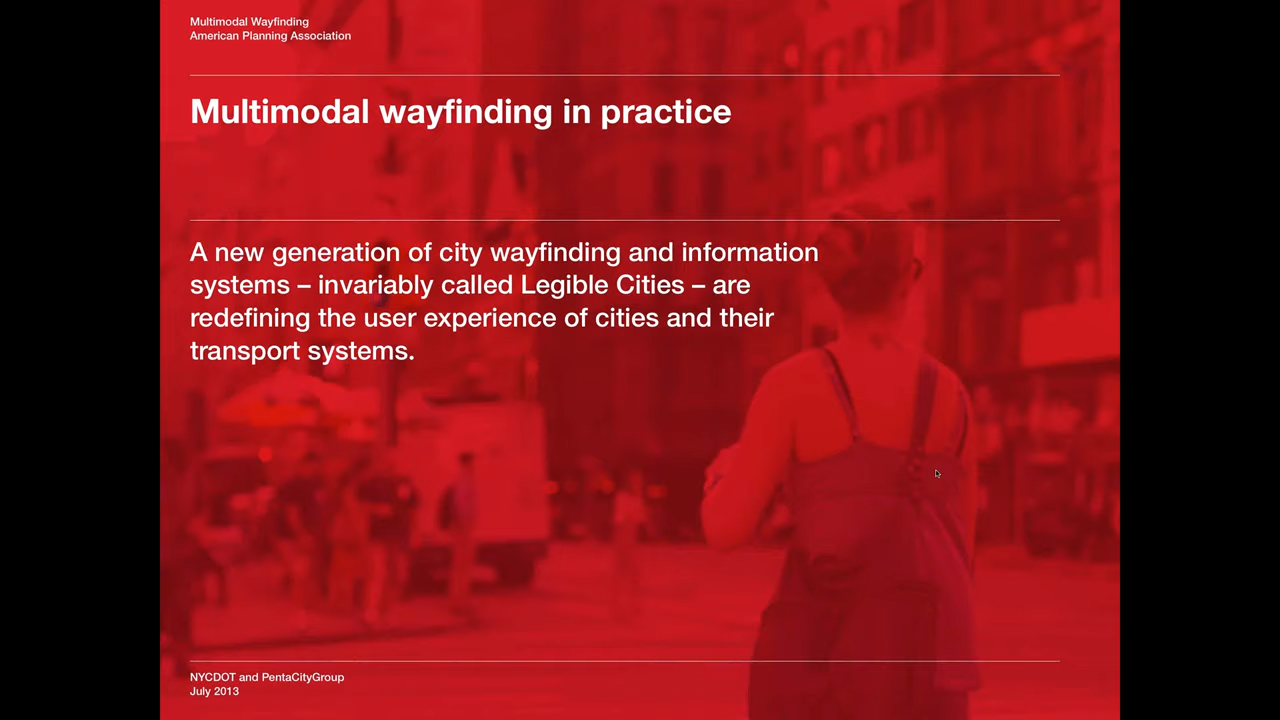 Multimodal Wayfinding
American Planning Association
Multimodal wayfinding in practice
A new generation of city wayfinding and information
systems – invariably called Legible Cities – are
redefining the user experience of cities and their
transport systems.
NYCDOT and PentaCityGroup
July 2013